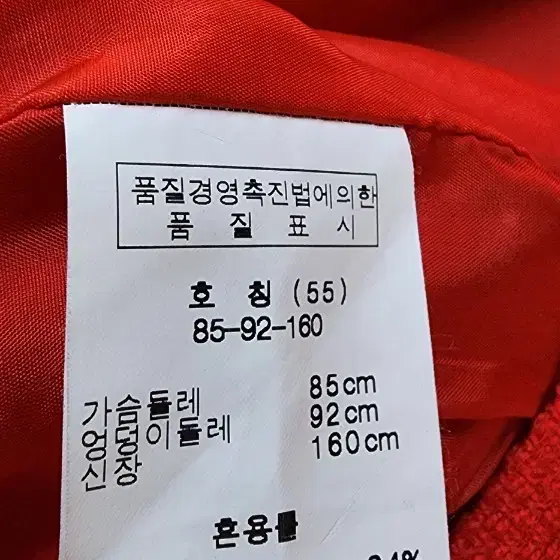 품질경영촉진법에의한
품 질 표 시
호 칭 (55)
85-92-160
가슴둘레 85cm
엉덩이둘레 92cm
신장 160cm
혼용률